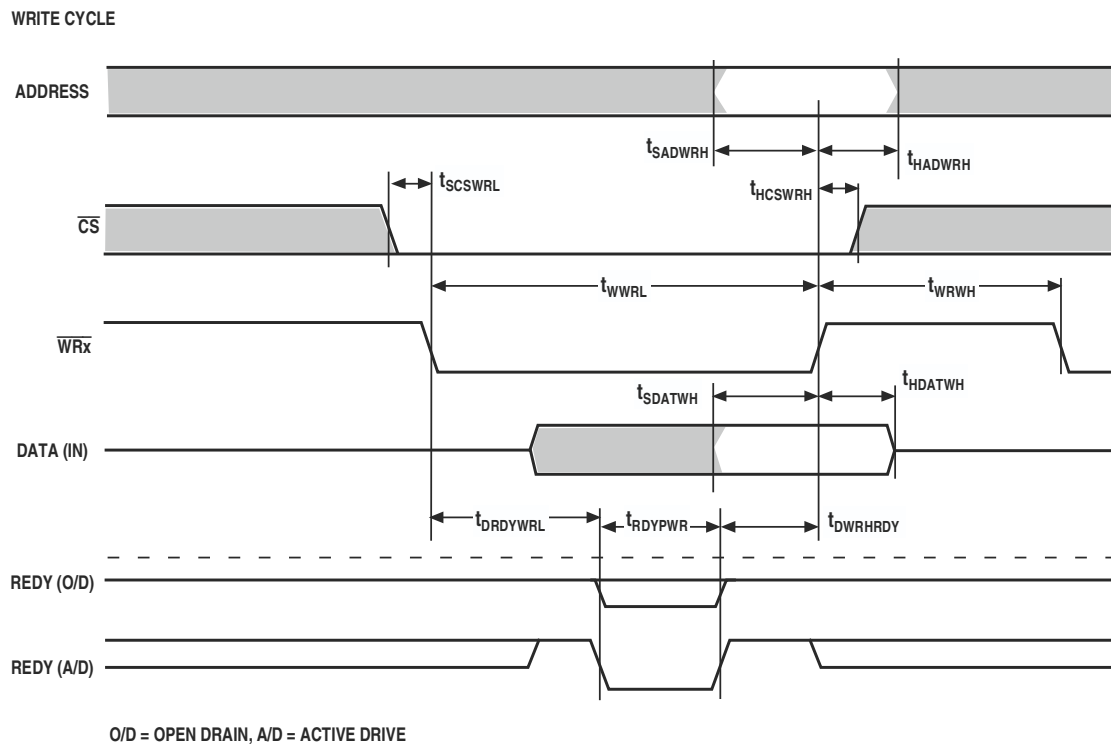 WRITE CYCLE
ADDRESS
tSADWRH
tHADWRH
tSCSWRL
tHCSWRH
CS
tWWRL
tWRWH
WRx
tSDATWH
tHDATWH
DATA (IN)
tDRDYWRL
tRDYPWR
tDWRHRDY
REDY (O/D)
REDY (A/D)
O/D = OPEN DRAIN, A/D = ACTIVE DRIVE